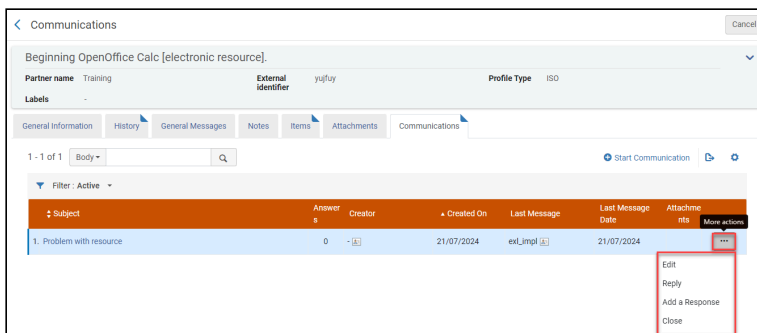 Communications
Cancel
Beginning OpenOffice Calc [electronic resource].
Partner name Training External identifier yujfuy Profile Type ISO
Labels -
General Information History General Messages Notes Items Attachments Communications
1 - 1 of 1 Body Start Communication
Filter : Active
Subject Answers Creator Created On Last Message Last Message Date Attachments
More actions
1. Problem with resource 0 - 21/07/2024 exl_impl 21/07/2024
Edit
Reply
Add a Response
Close